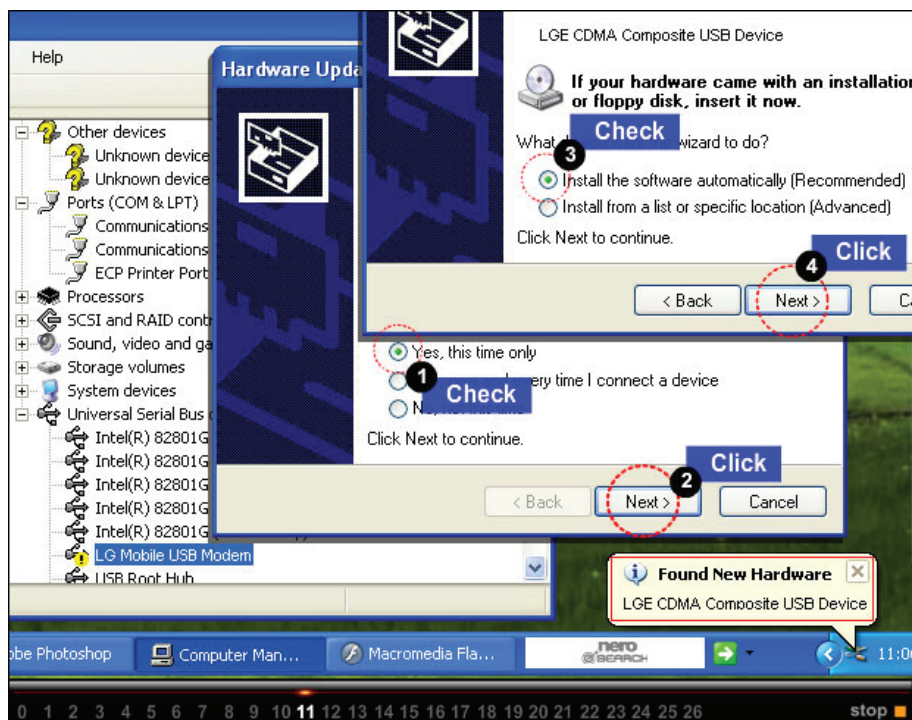 Help
Other devices
Unknown device
Unknown device
Ports (COM & LPT)
Communications
Communications
ECP Printer Port
Processors
SCSI and RAID contr
Sound, video and ga
Storage volumes
System devices
Universal Serial Bus
Intel(R) 82801G
Intel(R) 82801G
Intel(R) 82801G
Intel(R) 82801G
Intel(R) 82801G
LG Mobile USB Modem
USB Root Hub
Hardware Upda
LGE CDMA Composite USB Device
If your hardware came with an installation
or floppy disk, insert it now.
What wizard to do?
Check
3
Install the software automatically (Recommended)
Install from a list or specific location (Advanced)
Click Next to continue.
4
Click
< Back
Next >
Yes, this time only
1
Check
very time I connect a device
Click Next to continue.
2
Click
< Back
Next >
Cancel
Found New Hardware
LGE CDMA Composite USB Device
obe Photoshop
Computer Man...
Macromedia Fla...
nero
SEARCH
11:0
0 1 2 3 4 5 6 7 8 9 10 11 12 13 14 15 16 17 18 19 20 21 22 23 24 25 26
stop